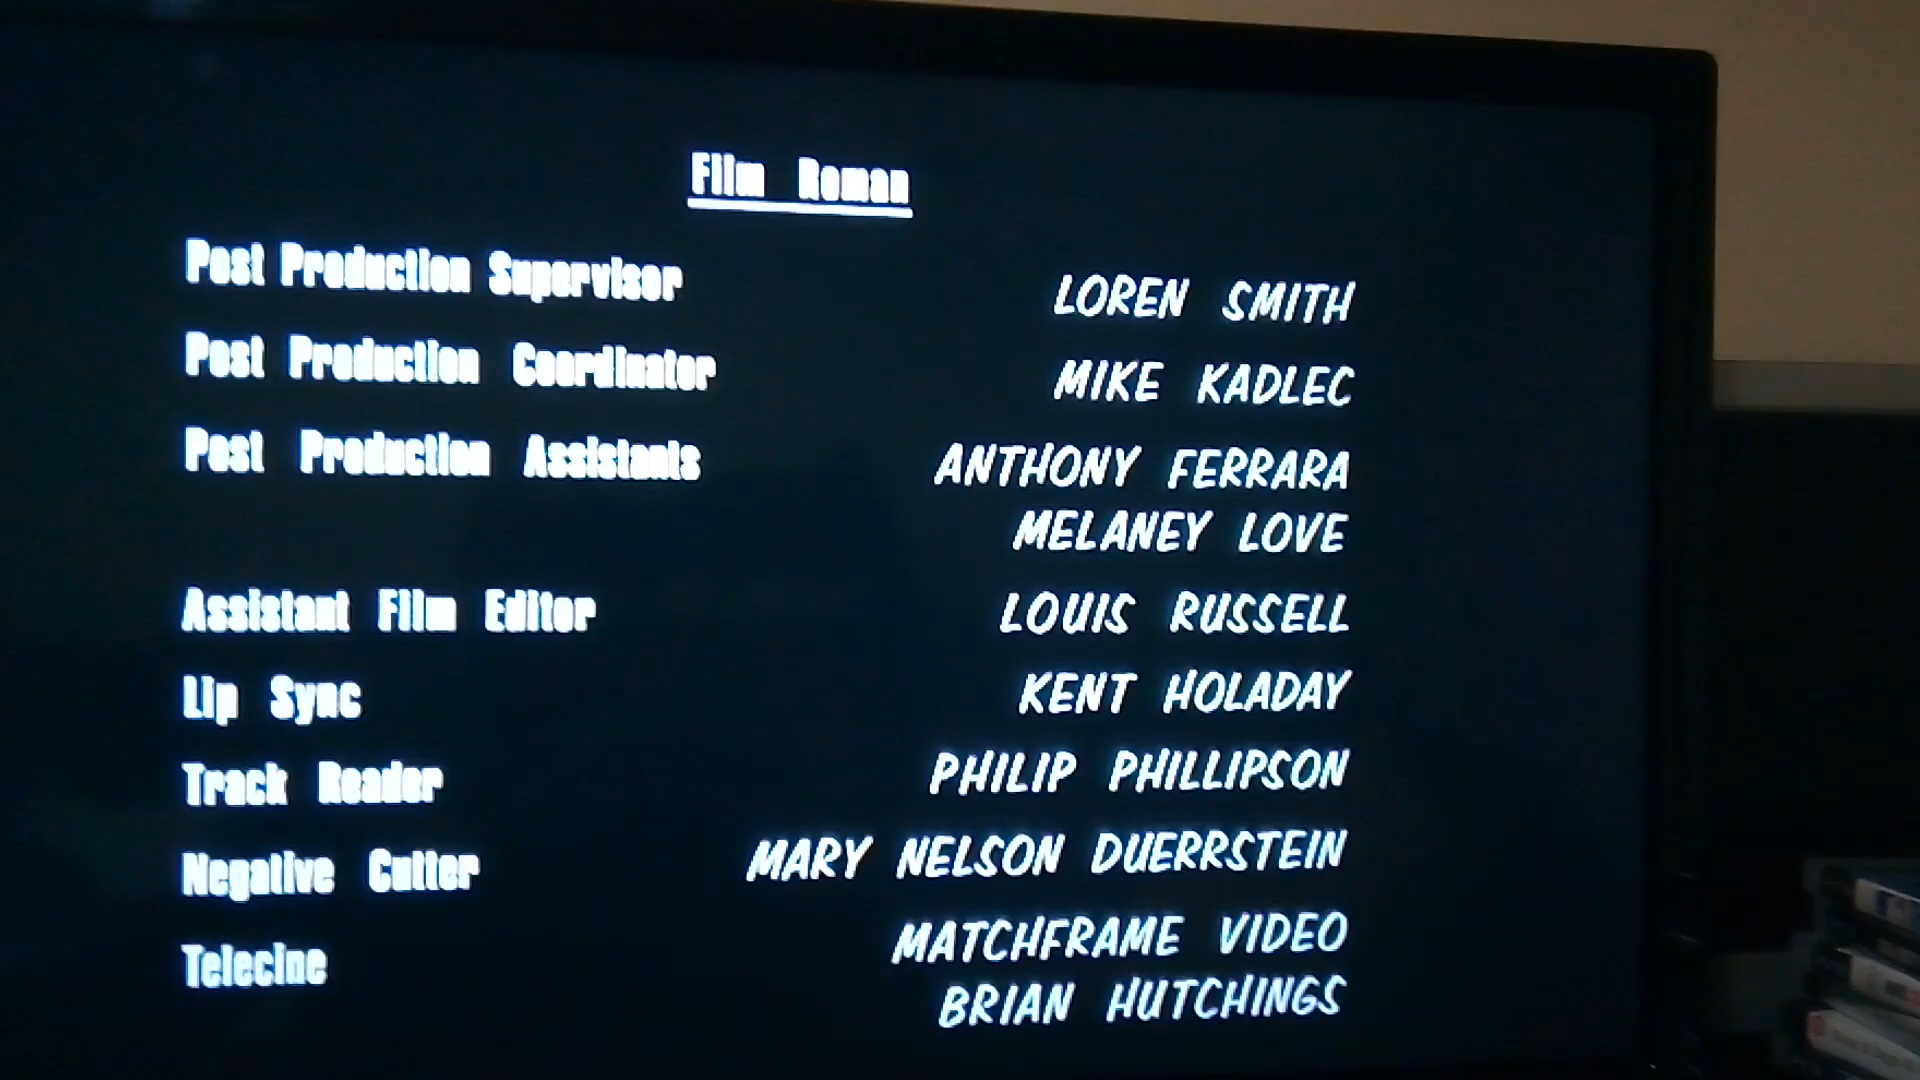 Film Roman
Post Production Supervisor LOREN SMITH
Post Production Coordinator MIKE KADLEC
Post Production Assistants ANTHONY FERRARA
MELANEY LOVE
Assistant Film Editor LOUIS RUSSELL
Lip Sync KENT HOLADAY
Track Reader PHILIP PHILLIPSON
Negative Cutter MARY NELSON DUERRSTEIN
Telecine MATCHFRAME VIDEO
BRIAN HUTCHINGS